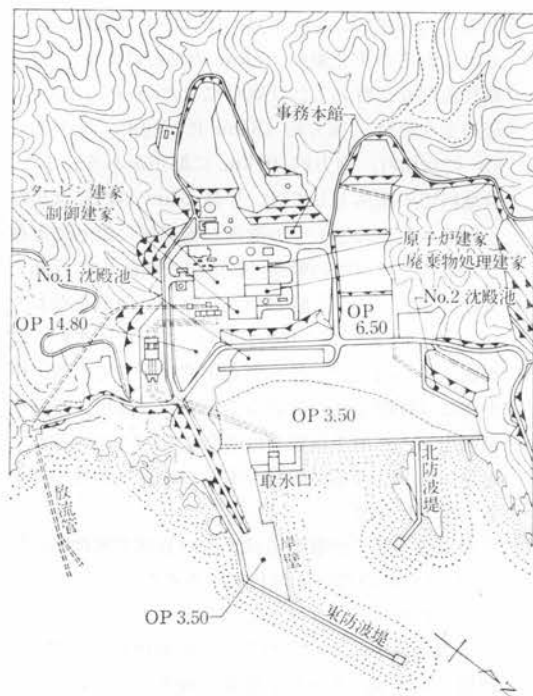 事務本館
タービン建家
制御建家
原子炉建家
廃棄物処理建家
No.1 沈殿池
No.2 沈殿池
OP 14.80
OP
6.50
OP 3.50
取水口
北防波堤
放流管
岸壁
OP 3.50
東防波堤
N